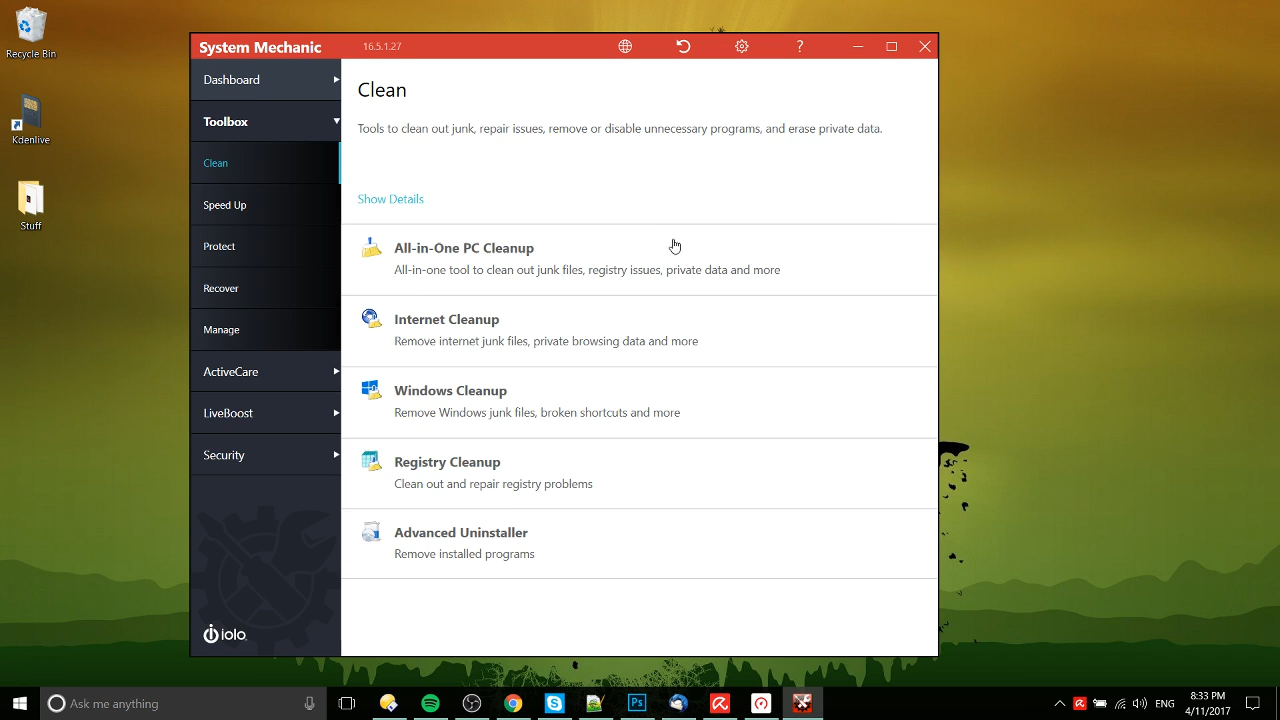 Recycle Bin
Kdenlive
Stuff
System Mechanic 16.5.1.27 ?
Dashboard
Toolbox
Clean
Speed Up
Protect
Recover
Manage
ActiveCare
LiveBoost
Security
iolo
Clean
Tools to clean out junk, repair issues, remove or disable unnecessary programs, and erase private data.
Show Details
All-in-One PC Cleanup
All-in-one tool to clean out junk files, registry issues, private data and more
Internet Cleanup
Remove internet junk files, private browsing data and more
Windows Cleanup
Remove Windows junk files, broken shortcuts and more
Registry Cleanup
Clean out and repair registry problems
Advanced Uninstaller
Remove installed programs
Ask me anything
Ps
ENG
8:33 PM
4/11/2017